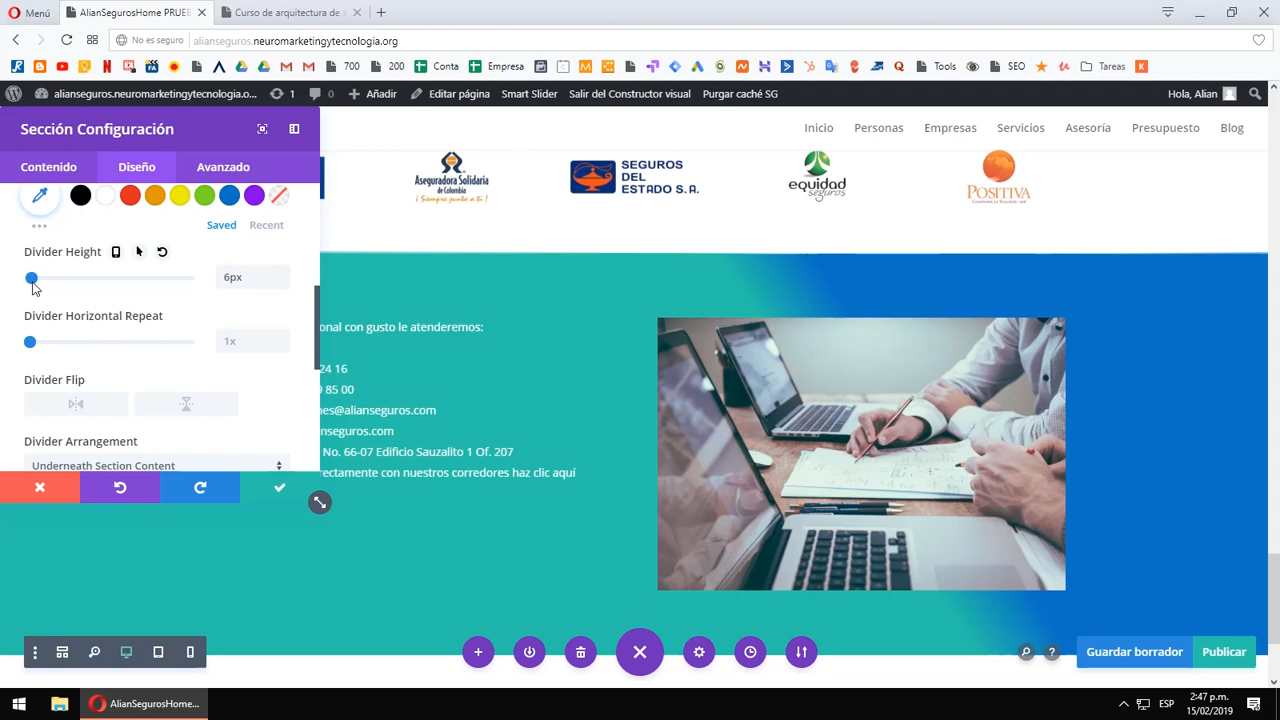 Menú
AlianSegurosHome PRUEB
Curso de arquitectura de s
No es seguro
alianseguros.neuromarketingytecnologia.org
700
200
Conta
Empresa
Tools
SEO
Tareas
alianseguros.neuromarketingytecnologia.o...
1
0
Añadir
Editar página
Smart Slider
Salir del Constructor visual
Purgar caché SG
Hola, Alian
Sección Configuración
Contenido
Diseño
Avanzado
Saved
Recent
Divider Height
6px
Divider Horizontal Repeat
1x
Divider Flip
Divider Arrangement
Underneath Section Content
Inicio
Personas
Empresas
Servicios
Asesoría
Presupuesto
Blog
Aseguradora Solidaria
de Colombia
¡Siempre junto a ti!
SEGUROS
DEL
ESTADO S.A.
equidad
seguros
POSITIVA
onal con gusto le atenderemos:
24 16
9 85 00
nes@alianseguros.com
anseguros.com
No. 66-07 Edificio Sauzalito 1 Of. 207
rectamente con nuestros corredores haz clic aquí
Guardar borrador
Publicar
AlianSegurosHome...
ESP
2:47 p.m.
15/02/2019